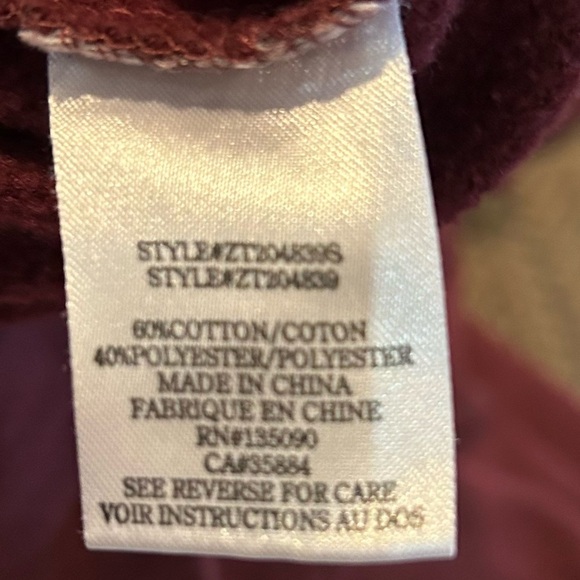 STYLE#ZT204839S
STYLE#ZT204839
60%COTTON/COTON
40%POLYESTER/POLYESTER
MADE IN CHINA
FABRIQUE EN CHINE
RN#135090
CA#35884
SEE REVERSE FOR CARE
VOIR INSTRUCTIONS AU DOS